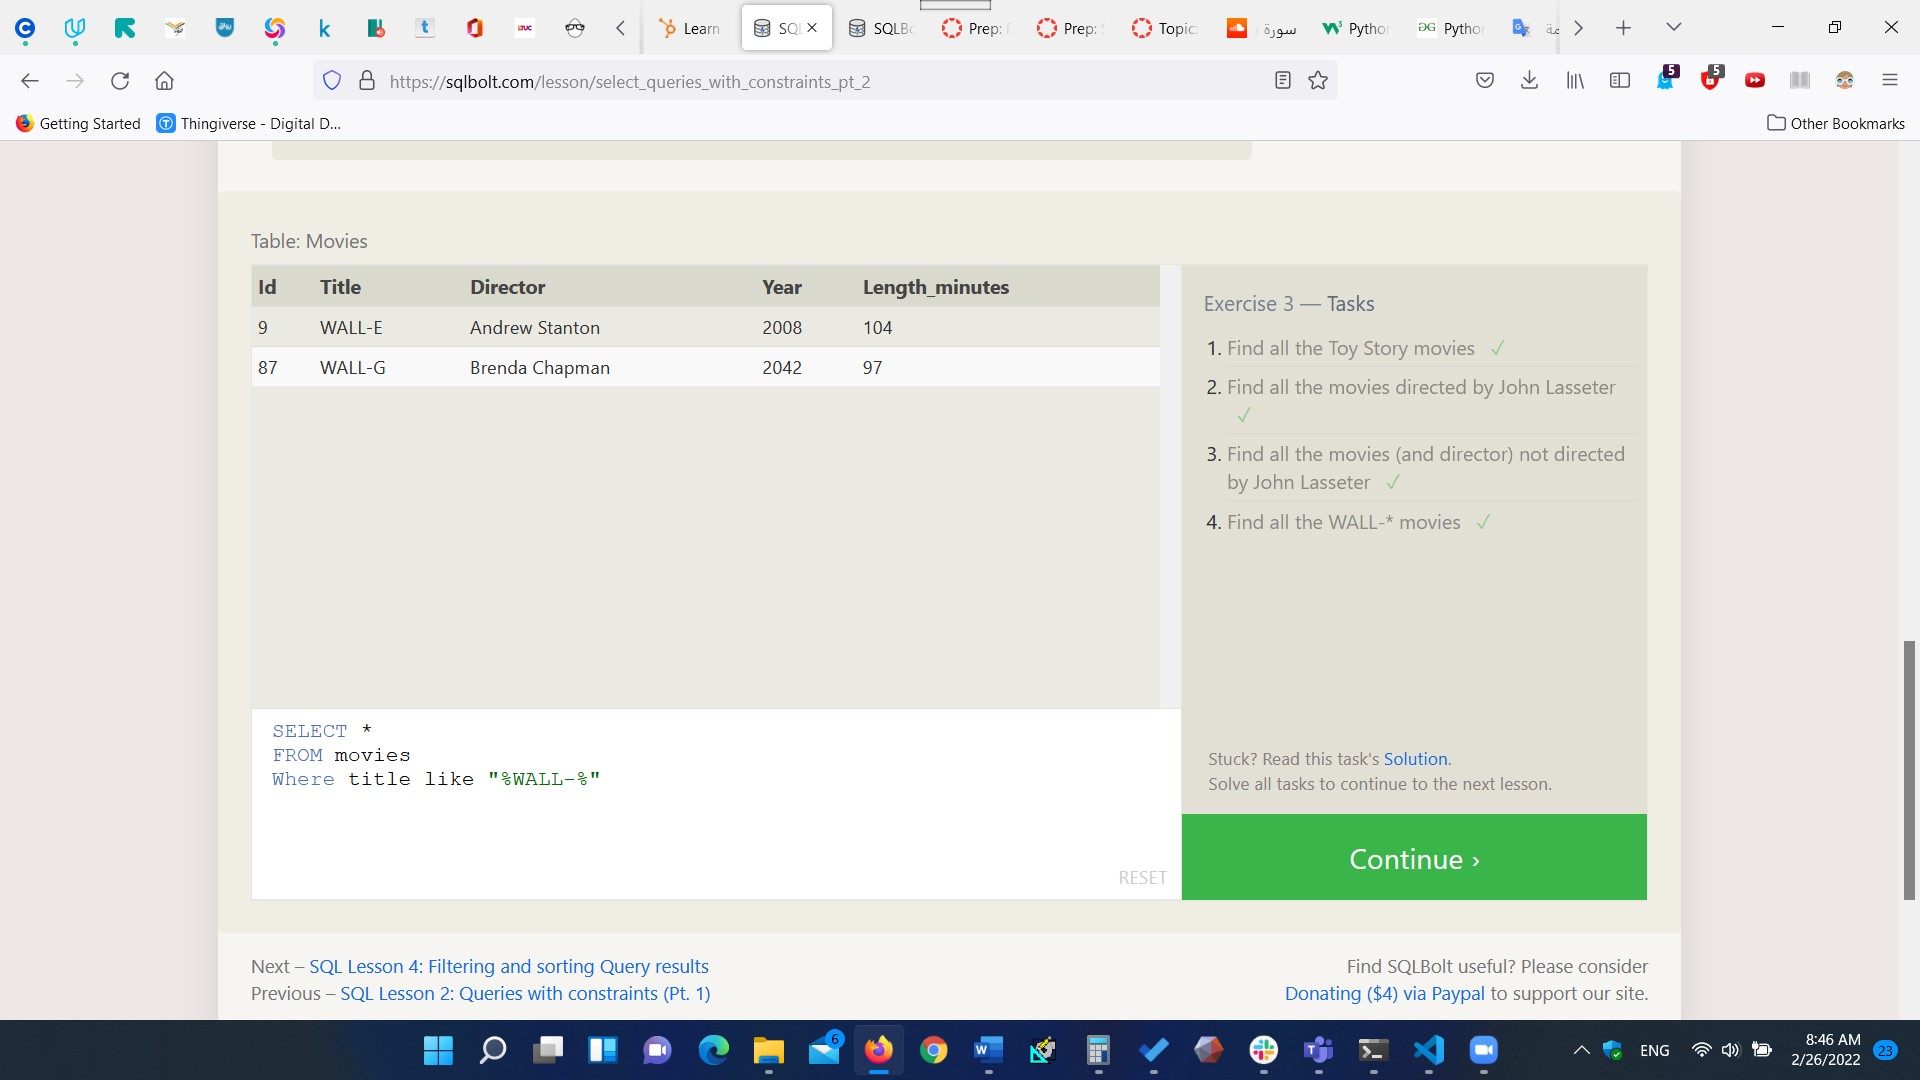 Learn
SQL
SQLBo
Prep: F
Prep: S
Topic:
سورة
Python
Python
https://sqlbolt.com/lesson/select_queries_with_constraints_pt_2
5
5
Getting Started
Thingiverse - Digital D...
Other Bookmarks
Table: Movies
Id Title Director Year Length_minutes
9 WALL-E Andrew Stanton 2008 104
87 WALL-G Brenda Chapman 2042 97
Exercise 3 — Tasks
1. Find all the Toy Story movies ✓
2. Find all the movies directed by John Lasseter
✓
3. Find all the movies (and director) not directed
by John Lasseter ✓
4. Find all the WALL-* movies ✓
SELECT *
FROM movies
Where title like "%WALL-%"
RESET
Stuck? Read this task's Solution.
Solve all tasks to continue to the next lesson.
Continue ›
Next – SQL Lesson 4: Filtering and sorting Query results
Previous – SQL Lesson 2: Queries with constraints (Pt. 1)
Find SQLBolt useful? Please consider
Donating ($4) via Paypal to support our site.
6
ENG
8:46 AM
2/26/2022
23